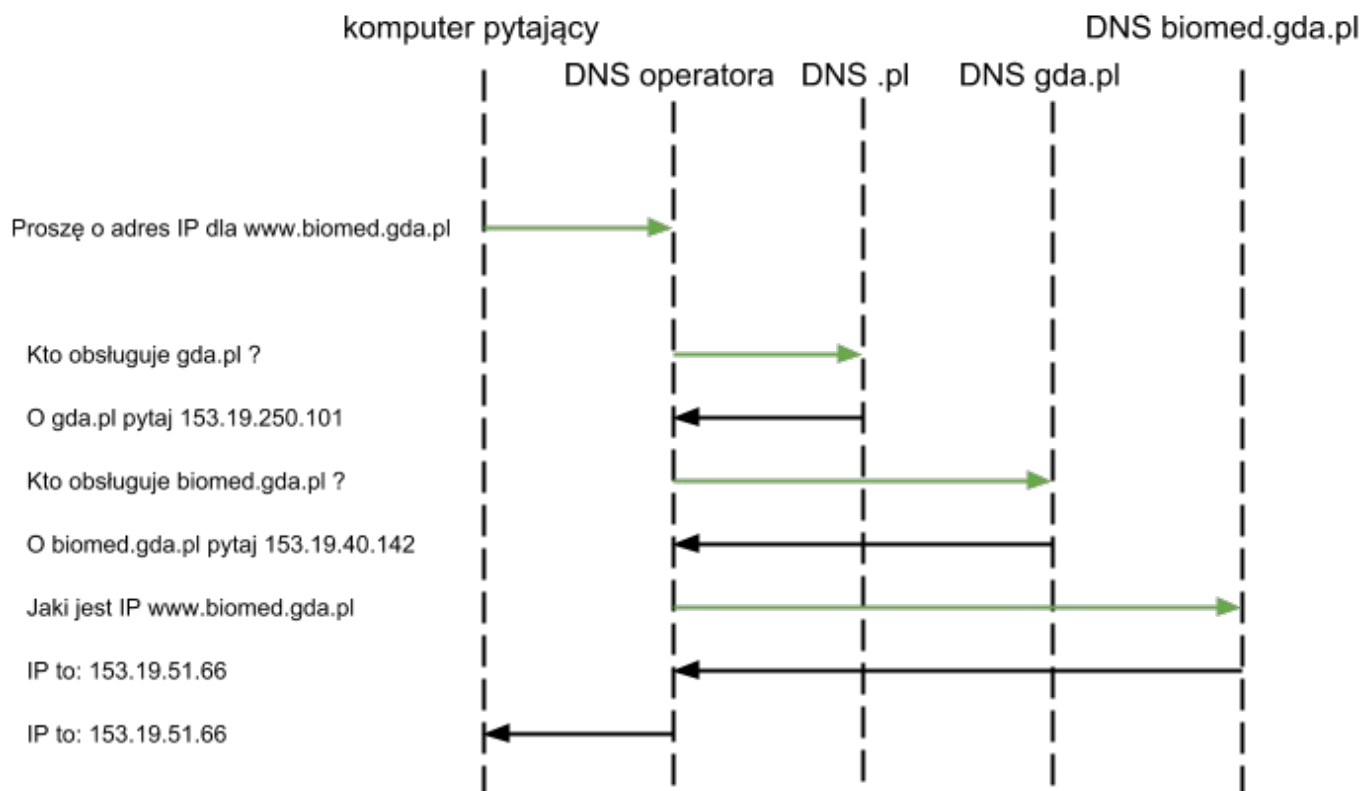 komputer pytający
DNS biomed.gda.pl
DNS operatora
DNS .pl
DNS gda.pl
Proszę o adres IP dla www.biomed.gda.pl
Kto obsługuje gda.pl ?
O gda.pl pytaj 153.19.250.101
Kto obsługuje biomed.gda.pl ?
O biomed.gda.pl pytaj 153.19.40.142
Jaki jest IP www.biomed.gda.pl
IP to: 153.19.51.66
IP to: 153.19.51.66